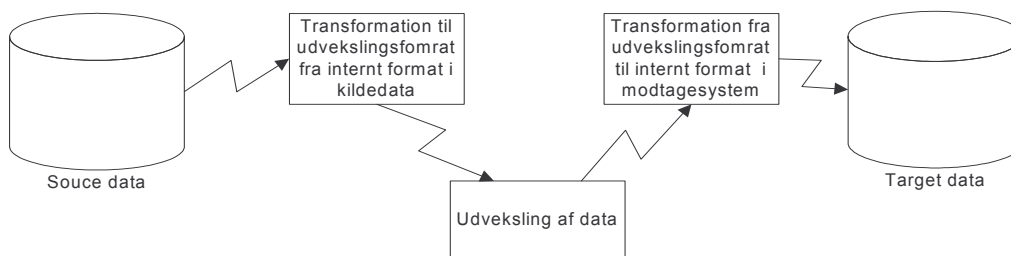 Transformation til
udvekslingsfomrat
fra internt format i
kildedata
Transformation fra
udvekslingsfomrat
til internt format i
modtagesystem
Souce data
Target data
Udveksling af data